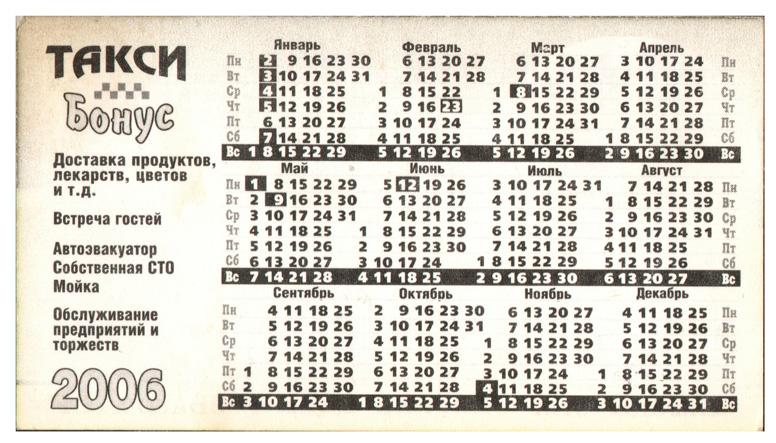 ТАКСИ
Бонус
Доставка продуктов,
лекарств, цветов
и т.д.
Встреча гостей
Автоэвакуатор
Собственная СТО
Мойка
Обслуживание
предприятий и
торжеств
2006
Январь Февраль Март Апрель
Пн 2 9 16 23 30 6 13 20 27 6 13 20 27 3 10 17 24 Пн
Вт 3 10 17 24 31 7 14 21 28 7 14 21 28 4 11 18 25 Вт
Ср 4 11 18 25 1 8 15 22 1 8 15 22 29 5 12 19 26 Ср
Чт 5 12 19 26 2 9 16 23 2 9 16 23 30 6 13 20 27 Чт
Пт 6 13 20 27 3 10 17 24 3 10 17 24 31 7 14 21 28 Пт
Сб 7 14 21 28 4 11 18 25 4 11 18 25 1 8 15 22 29 Сб
Вс 1 8 15 22 29 5 12 19 26 5 12 19 26 2 9 16 23 30 Вс
Май Июнь Июль Август
Пн 1 8 15 22 29 5 12 19 26 3 10 17 24 31 7 14 21 28 Пн
Вт 2 9 16 23 30 6 13 20 27 4 11 18 25 1 8 15 22 29 Вт
Ср 3 10 17 24 31 7 14 21 28 5 12 19 26 2 9 16 23 30 Ср
Чт 4 11 18 25 1 8 15 22 29 6 13 20 27 3 10 17 24 31 Чт
Пт 5 12 19 26 2 9 16 23 30 7 14 21 28 4 11 18 25 Пт
Сб 6 13 20 27 3 10 17 24 1 8 15 22 29 5 12 19 26 Сб
Вс 7 14 21 28 4 11 18 25 2 9 16 23 30 6 13 20 27 Вс
Сентябрь Октябрь Ноябрь Декабрь
Пн 4 11 18 25 2 9 16 23 30 6 13 20 27 4 11 18 25 Пн
Вт 5 12 19 26 3 10 17 24 31 7 14 21 28 5 12 19 26 Вт
Ср 6 13 20 27 4 11 18 25 1 8 15 22 29 6 13 20 27 Ср
Чт 7 14 21 28 5 12 19 26 2 9 16 23 30 7 14 21 28 Чт
Пт 1 8 15 22 29 6 13 20 27 3 10 17 24 1 8 15 22 29 Пт
Сб 2 9 16 23 30 7 14 21 28 4 11 18 25 2 9 16 23 30 Сб
Вс 3 10 17 24 1 8 15 22 29 5 12 19 26 3 10 17 24 31 Вс